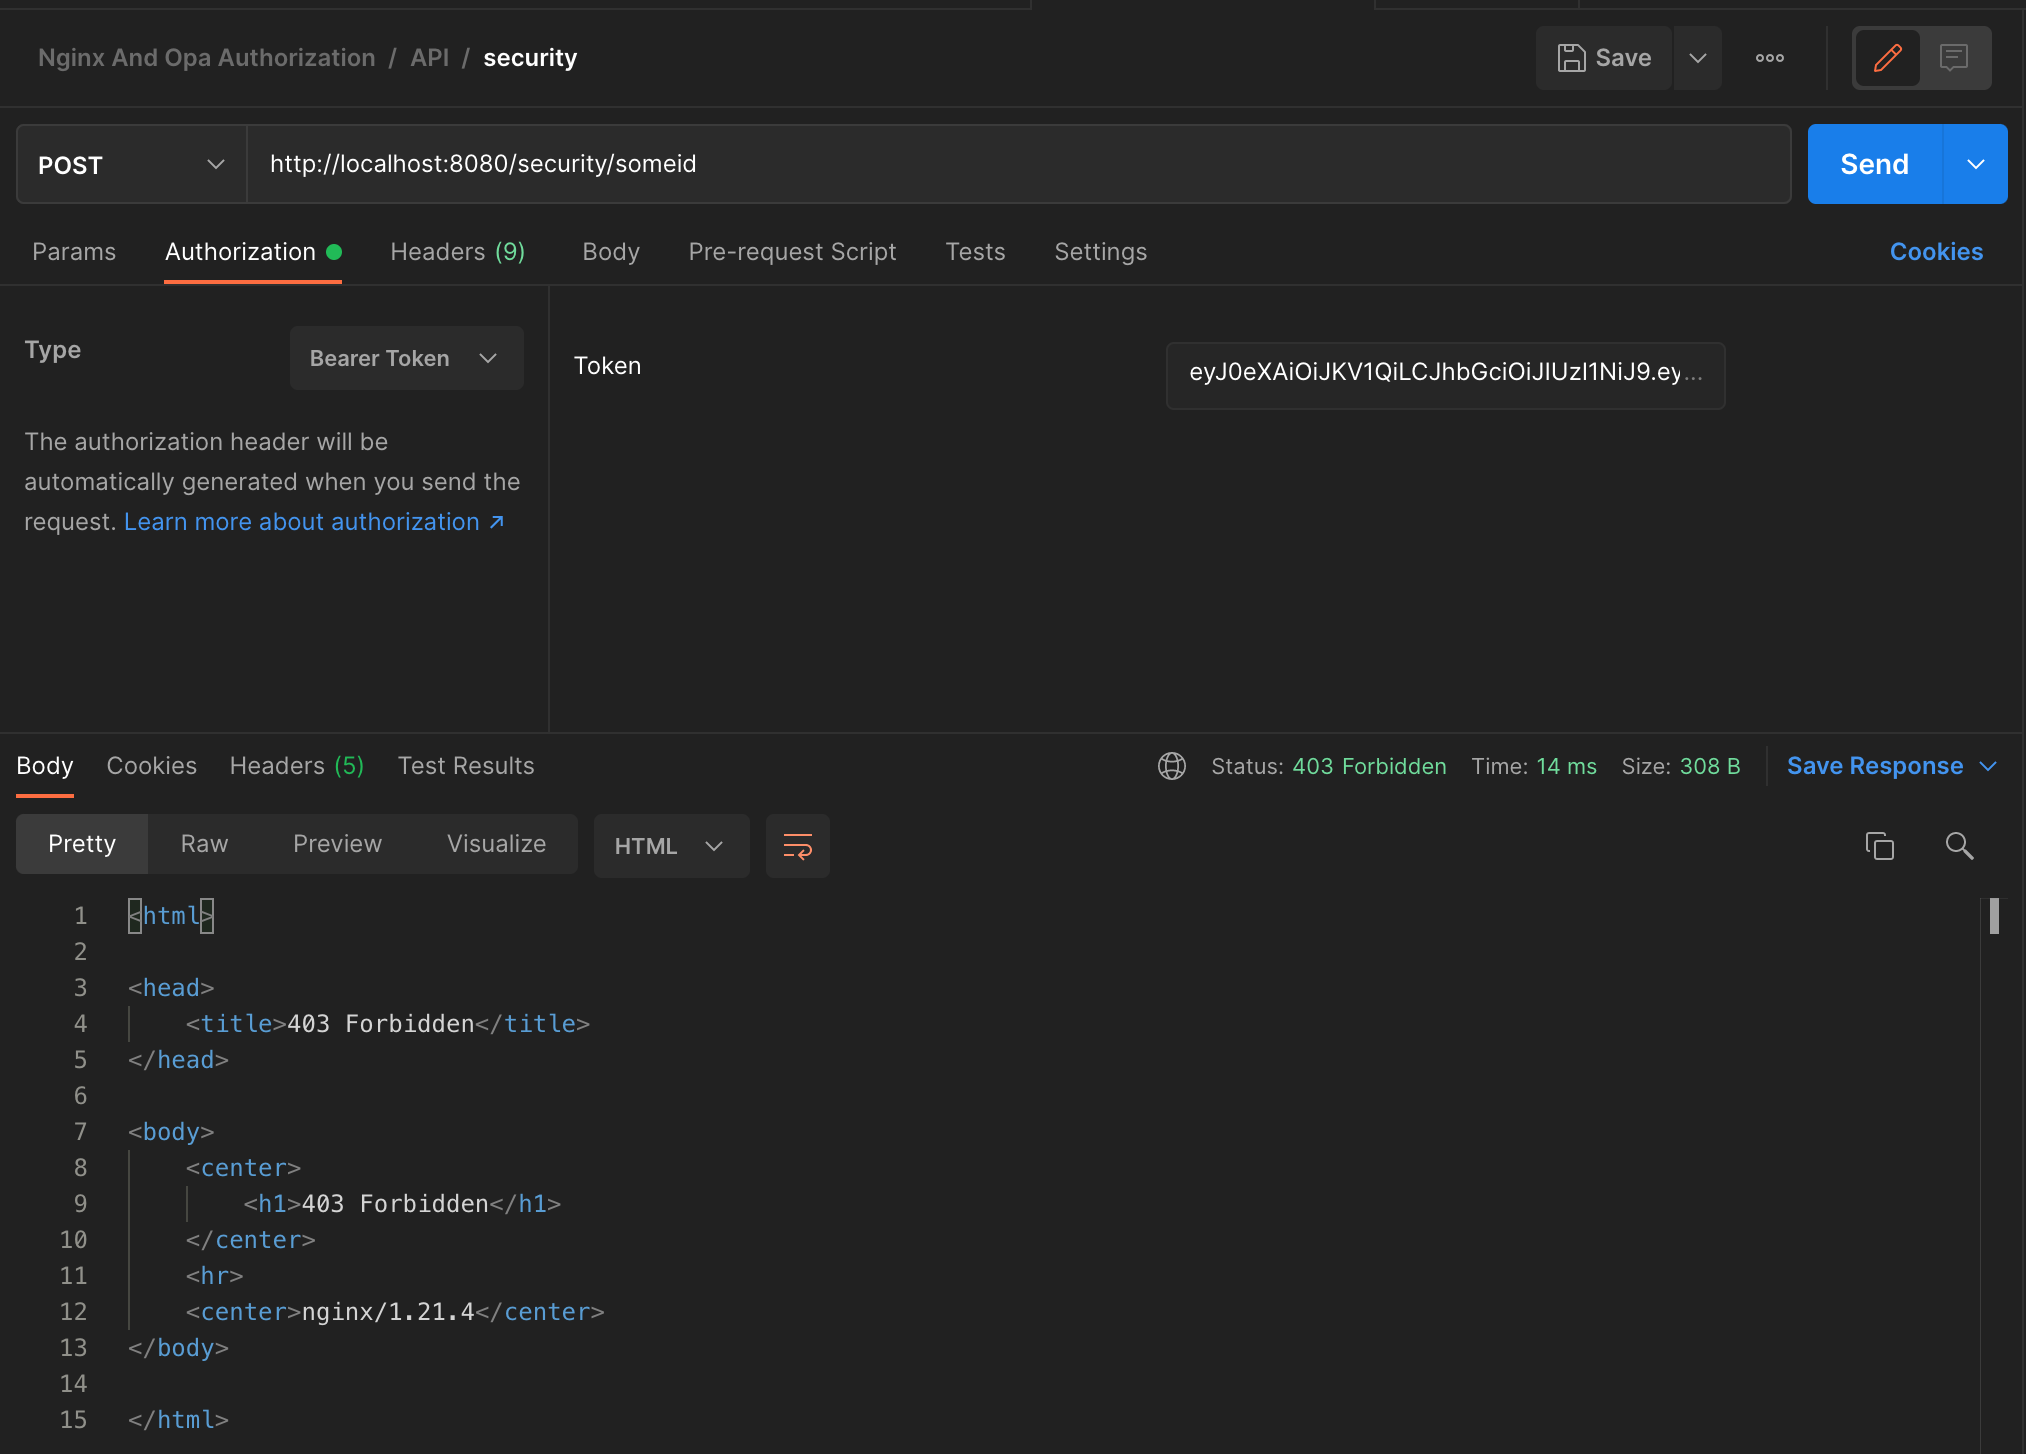 Nginx And Opa Authorization / API / security
Save
POST
http://localhost:8080/security/someid
Send
Params
Authorization
Headers (9)
Body
Pre-request Script
Tests
Settings
Cookies
Type
Bearer Token
The authorization header will be
automatically generated when you send the
request. Learn more about authorization ↗
Token
eyJ0eXAiOiJKV1QiLCJhbGciOiJIUzI1NiJ9.ey...
Body
Cookies
Headers (5)
Test Results
Status: 403 Forbidden
Time: 14 ms
Size: 308 B
Save Response
Pretty
Raw
Preview
Visualize
HTML
1 <html>
2
3 <head>
4 <title>403 Forbidden</title>
5 </head>
6
7 <body>
8 <center>
9 <h1>403 Forbidden</h1>
10 </center>
11 <hr>
12 <center>nginx/1.21.4</center>
13 </body>
14
15 </html>